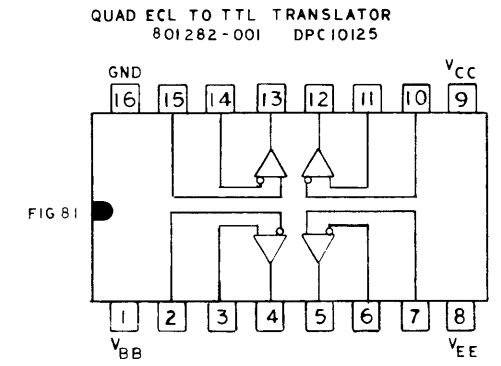 QUAD ECL TO TTL TRANSLATOR
801282-001 DPC10125
GND
VCC
16 15 14 13 12 11 10 9
FIG 81
1 2 3 4 5 6 7 8
VBB
VEE